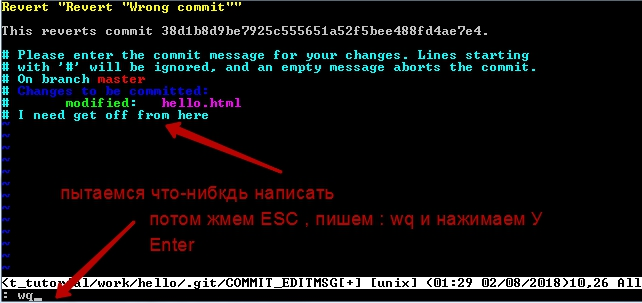 Revert "Revert "Wrong commit""
This reverts commit 38d1b8d9be7925c555651a52f5bee488fd4ae7e4.
# Please enter the commit message for your changes. Lines starting
# with '#' will be ignored, and an empty message aborts the commit.
# On branch master
# Changes to be committed:
#       modified:   hello.html
# I need get off from here
~
~
~
~
~
~
~
~
~
~
~
пытаемся что-нибкдь написать
потом жмем ESC , пишем : wq и нажимаем У
Enter
<t_tutorial/work/hello/.git/COMMIT_EDITMSG[+] [unix] (01:29 02/08/2018)10,26 All
: wq